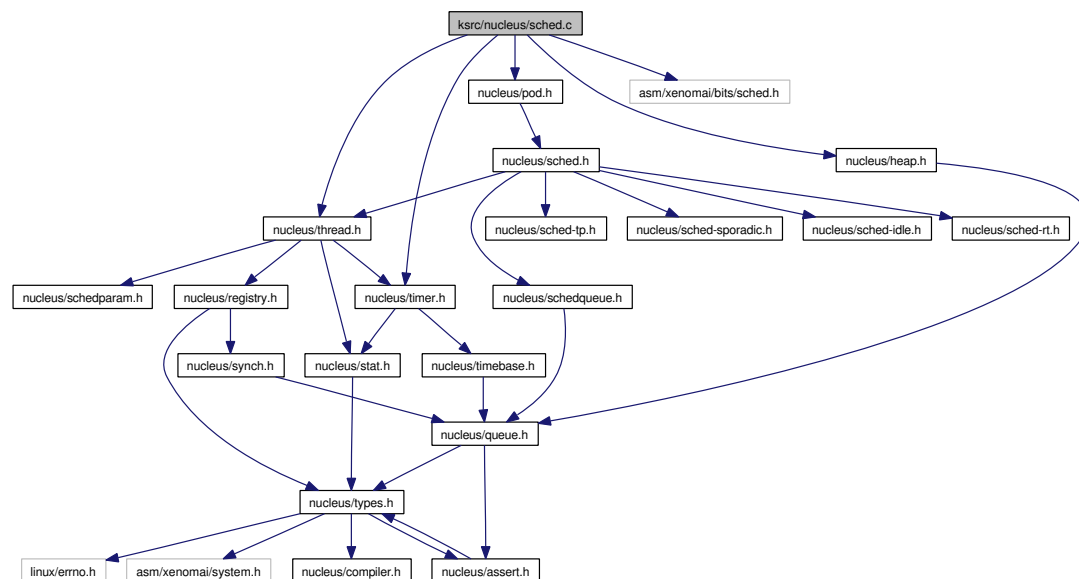 ksrc/nucleus/sched.c
nucleus/pod.h
asm/xenomai/bits/sched.h
nucleus/sched.h
nucleus/heap.h
nucleus/thread.h
nucleus/sched-tp.h
nucleus/sched-sporadic.h
nucleus/sched-idle.h
nucleus/sched-rt.h
nucleus/schedparam.h
nucleus/registry.h
nucleus/timer.h
nucleus/schedqueue.h
nucleus/synch.h
nucleus/stat.h
nucleus/timebase.h
nucleus/queue.h
nucleus/types.h
linux/errno.h
asm/xenomai/system.h
nucleus/compiler.h
nucleus/assert.h